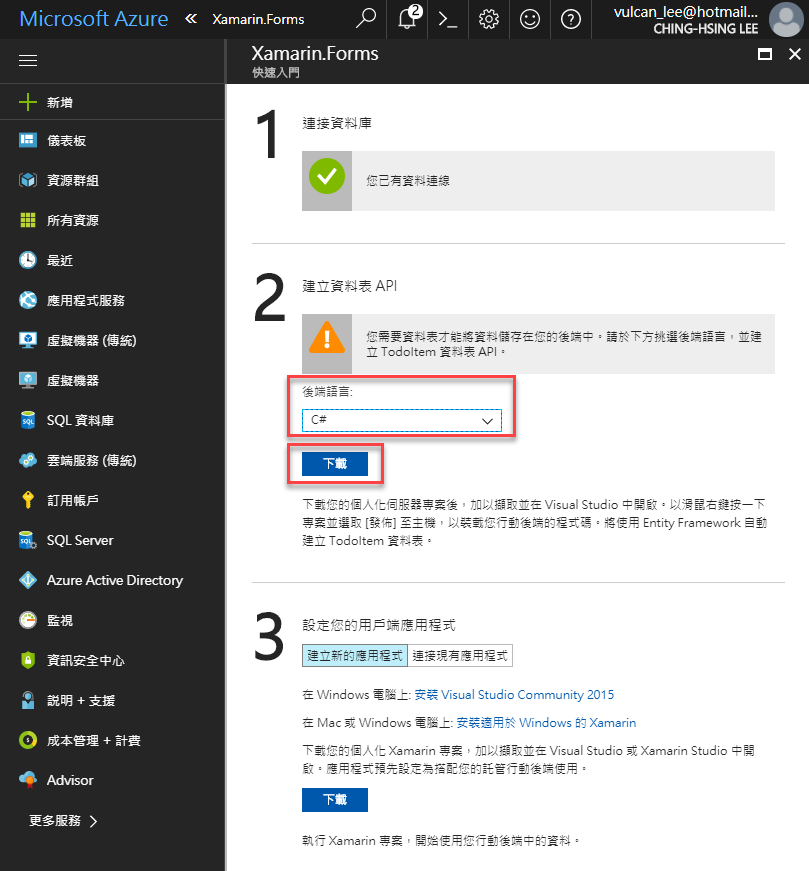 Microsoft Azure « Xamarin.Forms
2
vulcan_lee@hotmail...
CHING-HSING LEE
Xamarin.Forms
快速入門
新增
儀表板
資源群組
所有資源
最近
應用程式服務
虛擬機器 (傳統)
虛擬機器
SQL 資料庫
雲端服務 (傳統)
訂用帳戶
SQL Server
Azure Active Directory
監視
資訊安全中心
說明 + 支援
成本管理 + 計費
Advisor
更多服務
1
連接資料庫
您已有資料連線
2
建立資料表 API
您需要資料表才能將資料儲存在您的後端中。請於下方挑選後端語言，並建
立 TodoItem 資料表 API。
後端語言:
C#
下載
下載您的個人化伺服器專案後，加以擷取並在 Visual Studio 中開啟。以滑鼠右鍵按一下
專案並選取 [發佈] 至主機，以裝載您行動後端的程式碼。將使用 Entity Framework 自動
建立 TodoItem 資料表。
3
設定您的用戶端應用程式
建立新的應用程式 連接現有應用程式
在 Windows 電腦上: 安裝 Visual Studio Community 2015
在 Mac 或 Windows 電腦上: 安裝適用於 Windows 的 Xamarin
下載您的個人化 Xamarin 專案，加以擷取並在 Visual Studio 或 Xamarin Studio 中開
啟。應用程式預先設定為搭配您的託管行動後端使用。
下載
執行 Xamarin 專案，開始使用您行動後端中的資料。